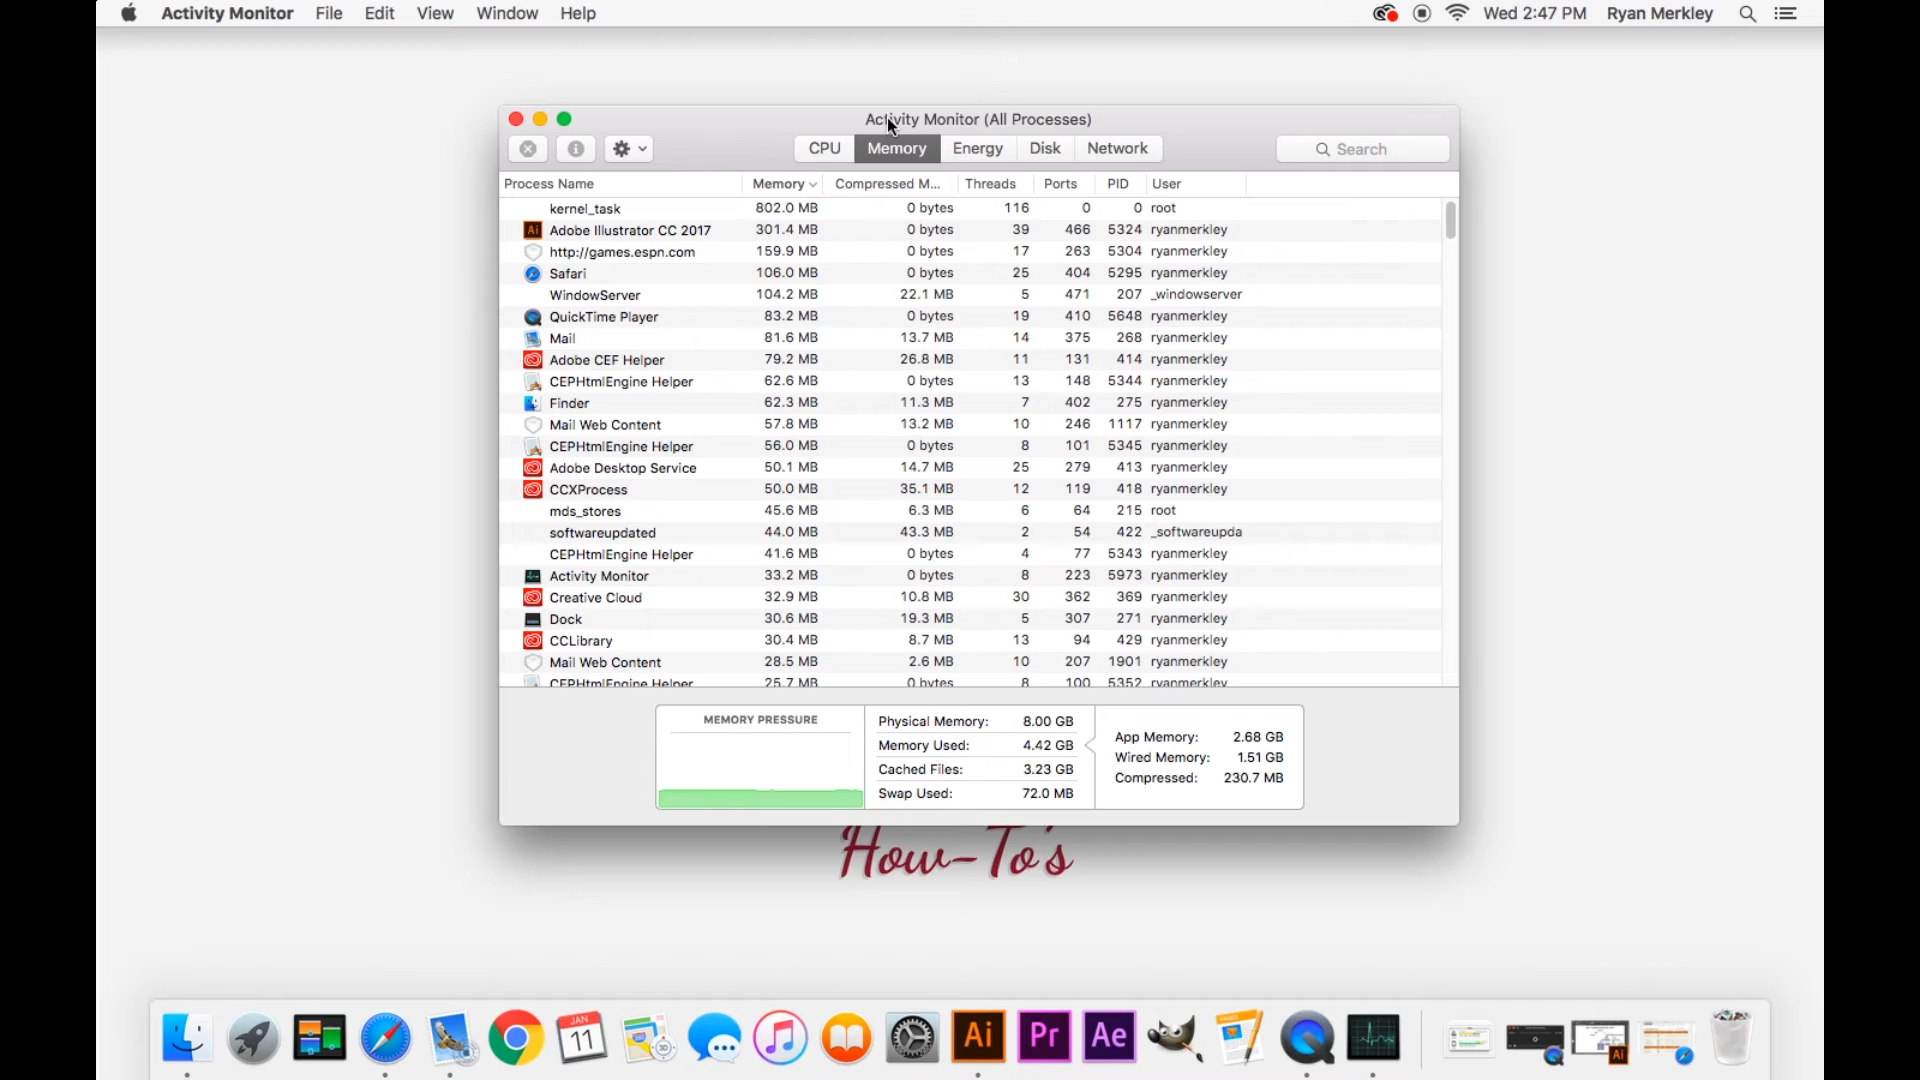 Activity Monitor File Edit View Window Help Wed 2:47 PM Ryan Merkley
Activity Monitor (All Processes)
CPU Memory Energy Disk Network Search
Process Name Memory Compressed M... Threads Ports PID User
kernel_task 802.0 MB 0 bytes 116 0 0 root
Ai Adobe Illustrator CC 2017 301.4 MB 0 bytes 39 466 5324 ryanmerkley
http://games.espn.com 159.9 MB 0 bytes 17 263 5304 ryanmerkley
Safari 106.0 MB 0 bytes 25 404 5295 ryanmerkley
WindowServer 104.2 MB 22.1 MB 5 471 207 _windowserver
QuickTime Player 83.2 MB 0 bytes 19 410 5648 ryanmerkley
Mail 81.6 MB 13.7 MB 14 375 268 ryanmerkley
Adobe CEF Helper 79.2 MB 26.8 MB 11 131 414 ryanmerkley
CEPHtmlEngine Helper 62.6 MB 0 bytes 13 148 5344 ryanmerkley
Finder 62.3 MB 11.3 MB 7 402 275 ryanmerkley
Mail Web Content 57.8 MB 13.2 MB 10 246 1117 ryanmerkley
CEPHtmlEngine Helper 56.0 MB 0 bytes 8 101 5345 ryanmerkley
Adobe Desktop Service 50.1 MB 14.7 MB 25 279 413 ryanmerkley
CCXProcess 50.0 MB 35.1 MB 12 119 418 ryanmerkley
mds_stores 45.6 MB 6.3 MB 6 64 215 root
softwareupdated 44.0 MB 43.3 MB 2 54 422 _softwareupda
CEPHtmlEngine Helper 41.6 MB 0 bytes 4 77 5343 ryanmerkley
Activity Monitor 33.2 MB 0 bytes 8 223 5973 ryanmerkley
Creative Cloud 32.9 MB 10.8 MB 30 362 369 ryanmerkley
Dock 30.6 MB 19.3 MB 5 307 271 ryanmerkley
CCLibrary 30.4 MB 8.7 MB 13 94 429 ryanmerkley
Mail Web Content 28.5 MB 2.6 MB 10 207 1901 ryanmerkley
CEPHtmlEngine Helper 25.7 MB 0 bytes 8 100 5352 ryanmerkley
MEMORY PRESSURE
Physical Memory: 8.00 GB
Memory Used: 4.42 GB
Cached Files: 3.23 GB
Swap Used: 72.0 MB
App Memory: 2.68 GB
Wired Memory: 1.51 GB
Compressed: 230.7 MB
How-To's
JAN
11
Ai Pr Ae